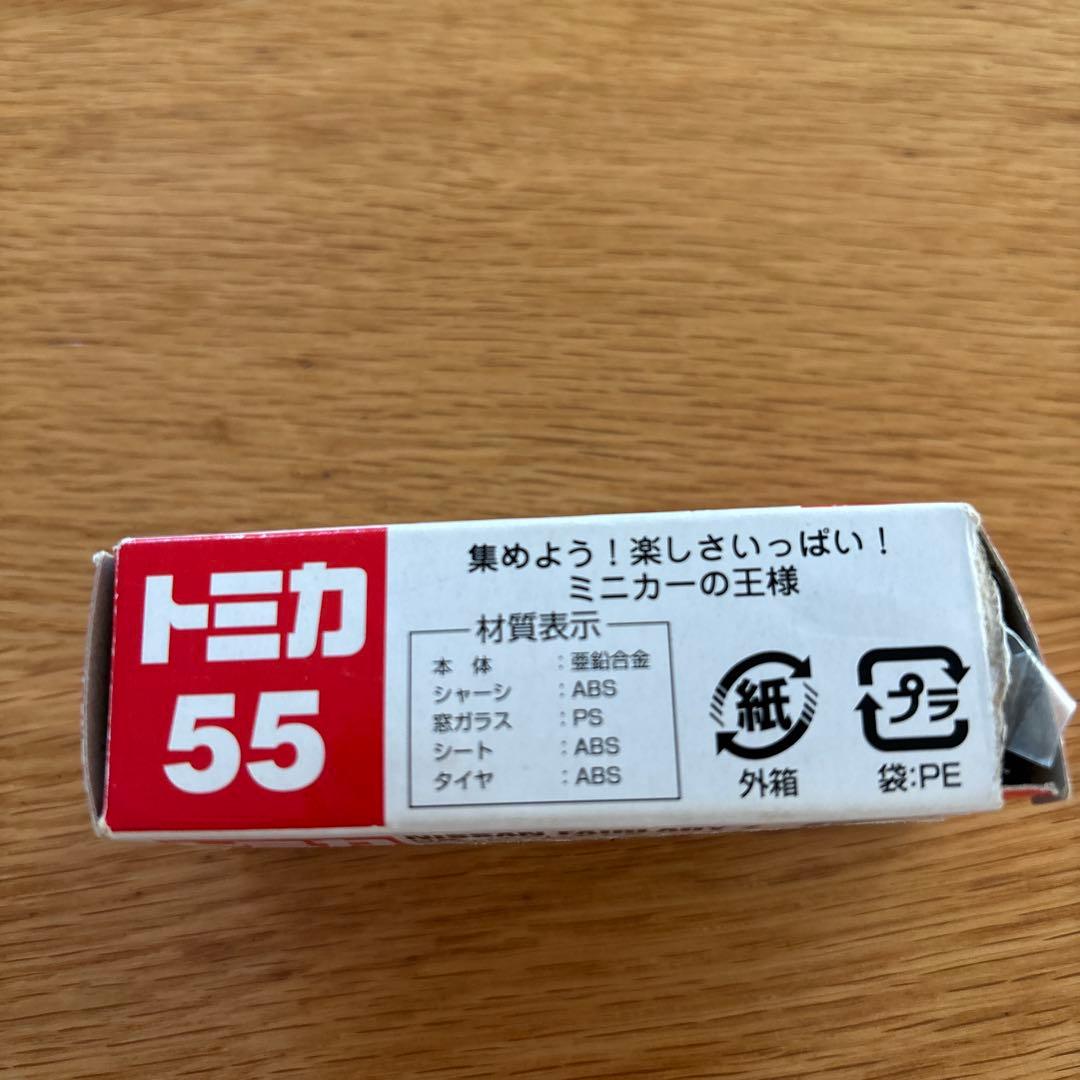 トミカ
55
集めよう！楽しさいっぱい！
ミニカーの王様
材質表示
本体：亜鉛合金
シャーシ：ABS
窓ガラス：PS
シート：ABS
タイヤ：ABS
紙
外箱
プラ
袋：PE
NISSAN FAIRLADY Z